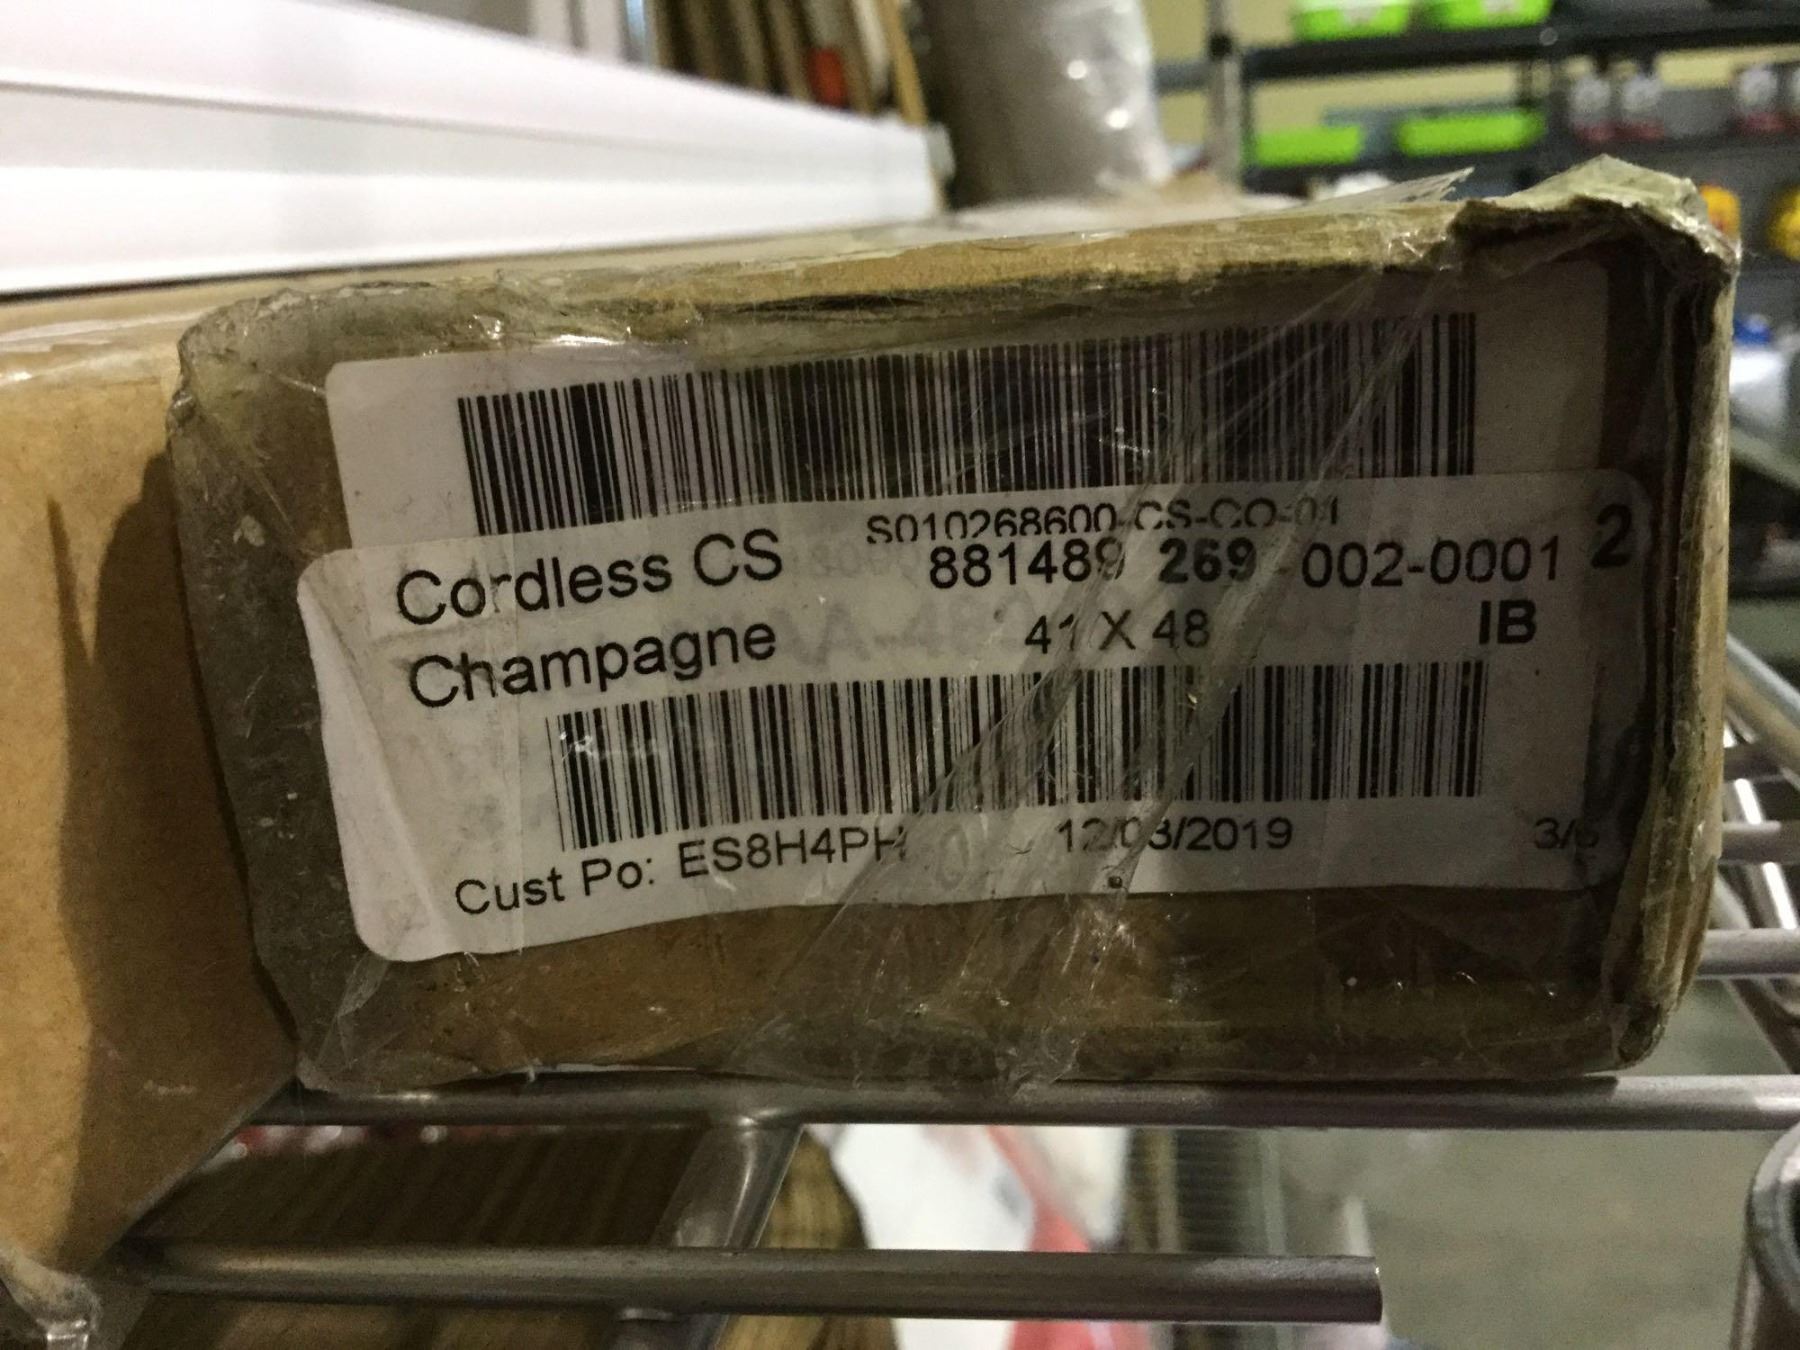 S010268600-CS-CO-01
Cordless CS 881489 269 -002-0001 2
Champagne 41 X 48 IB
Cust Po: ES8H4PH 12/03/2019 3/